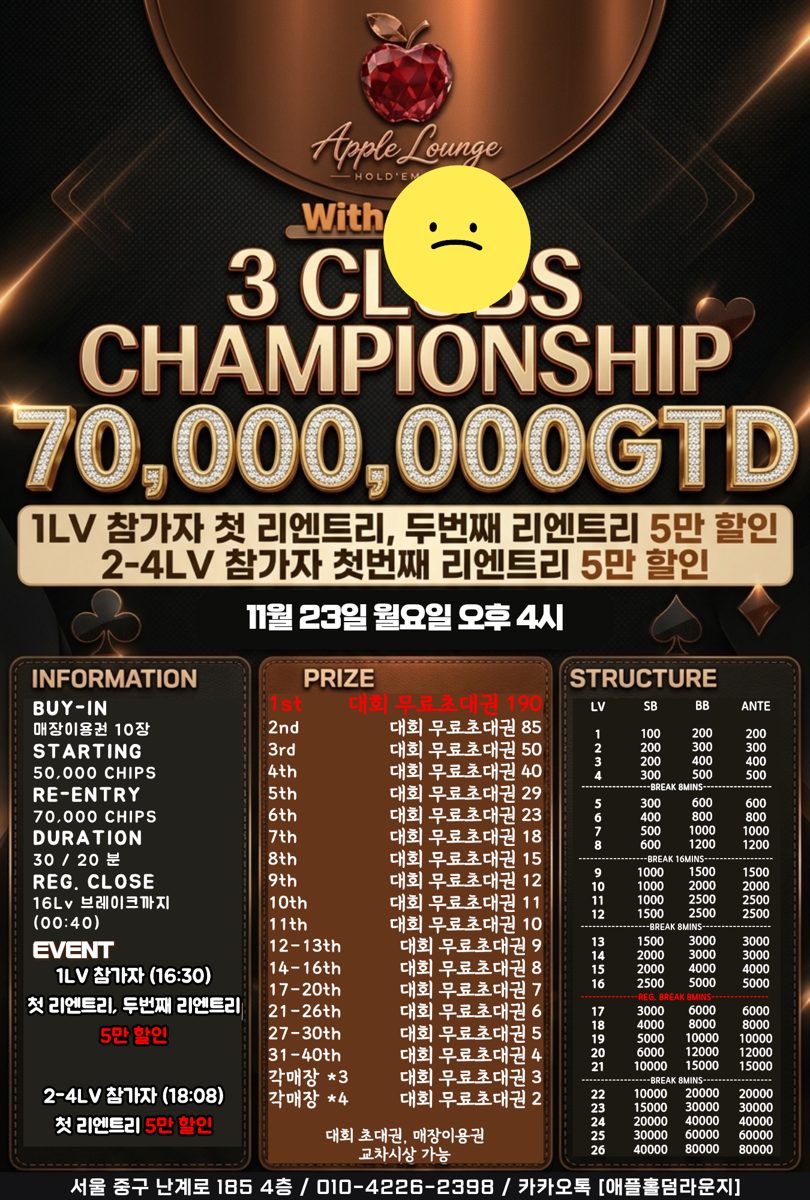 Apple Lounge
HOLD'EM
With
3 CLUBS
CHAMPIONSHIP
70,000,000GTD
1LV 참가자 첫 리엔트리, 두번째 리엔트리 5만 할인
2-4LV 참가자 첫번째 리엔트리 5만 할인
11월 23일 월요일 오후 4시
INFORMATION
BUY-IN
매장이용권 10장
STARTING
50,000 CHIPS
RE-ENTRY
70,000 CHIPS
DURATION
30 / 20 분
REG. CLOSE
16Lv 브레이크까지
(00:40)
EVENT
1LV 참가자 (16:30)
첫 리엔트리, 두번째 리엔트리
5만 할인
2-4LV 참가자 (18:08)
첫 리엔트리 5만 할인
PRIZE
1st 대회 무료초대권 190
2nd 대회 무료초대권 85
3rd 대회 무료초대권 50
4th 대회 무료초대권 40
5th 대회 무료초대권 29
6th 대회 무료초대권 23
7th 대회 무료초대권 18
8th 대회 무료초대권 15
9th 대회 무료초대권 12
10th 대회 무료초대권 11
11th 대회 무료초대권 10
12-13th 대회 무료초대권 9
14-16th 대회 무료초대권 8
17-20th 대회 무료초대권 7
21-26th 대회 무료초대권 6
27-30th 대회 무료초대권 5
31-40th 대회 무료초대권 4
각매장 *3 대회 무료초대권 3
각매장 *4 대회 무료초대권 2
대회 초대권, 매장이용권
교차시상 가능
STRUCTURE
LV SB BB ANTE
1 100 200 200
2 200 300 300
3 200 400 400
4 300 500 500
BREAK 8MINS
5 300 600 600
6 400 800 800
7 500 1000 1000
8 600 1200 1200
BREAK 16MINS
9 1000 1500 1500
10 1000 2000 2000
11 1000 2500 2500
12 1500 2500 2500
BREAK 8MINS
13 1500 3000 3000
14 2000 3000 3000
15 2000 4000 4000
16 2500 5000 5000
REG. BREAK 8MINS
17 3000 6000 6000
18 4000 8000 8000
19 5000 10000 10000
20 6000 12000 12000
21 10000 15000 15000
BREAK 8MINS
22 10000 20000 20000
23 15000 30000 30000
24 20000 40000 40000
25 30000 60000 60000
26 40000 80000 80000
서울 중구 난계로 185 4층 / 010-4226-2398 / 카카오톡 [애플홀덤라운지]